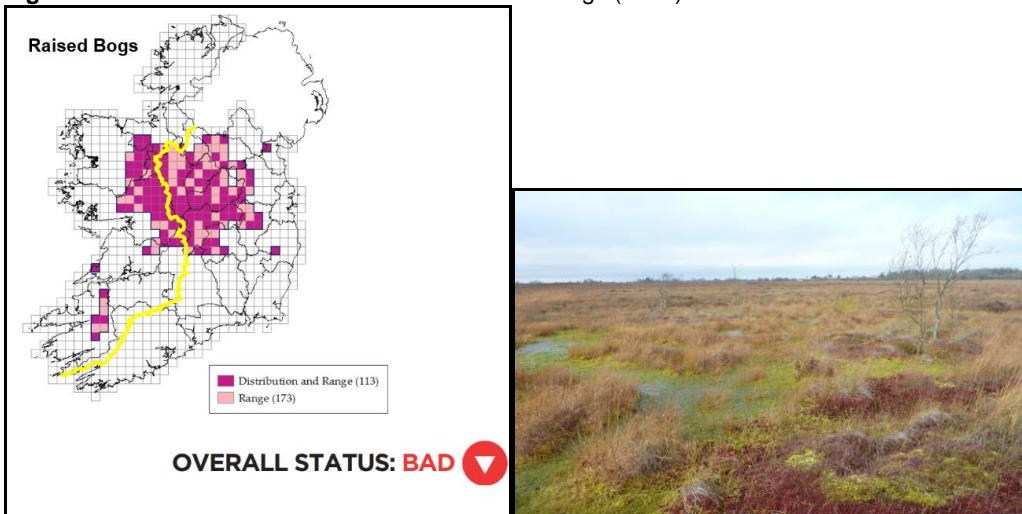 Raised Bogs
Distribution and Range (113)
Range (173)
OVERALL STATUS: BAD